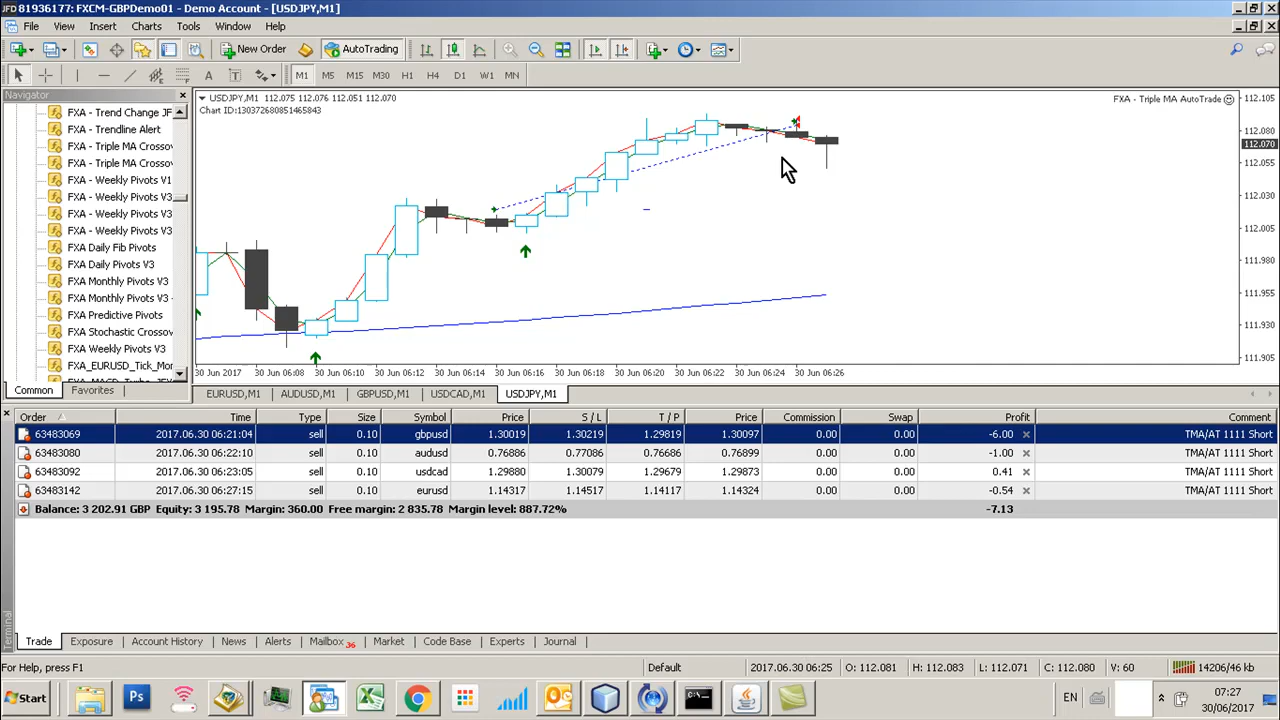 81936177: FXCM-GBPDemo01 - Demo Account - [USDJPY,M1]
File View Insert Charts Tools Window Help
New Order AutoTrading
A T M1 M5 M15 M30 H1 H4 D1 W1 MN
Navigator
FXA - Trend Change JF
FXA - Trendline Alert
FXA - Triple MA Crossov
FXA - Triple MA Crossov
FXA - Weekly Pivots V1
FXA - Weekly Pivots V3
FXA - Weekly Pivots V3
FXA - Weekly Pivots V3
FXA Daily Fib Pivots
FXA Daily Pivots V3
FXA Monthly Pivots V3
FXA Monthly Pivots V3 -
FXA Predictive Pivots
FXA Stochastic Crossov
FXA Weekly Pivots V3
FXA_EURUSD_Tick_Mor
Common Favorites
USDJPY,M1 112.075 112.076 112.051 112.070
Chart ID:130372680851465843
FXA - Triple MA AutoTrade
112.105
112.080
112.070
112.055
112.030
112.005
111.980
111.955
111.930
111.905
30 Jun 2017 30 Jun 06:08 30 Jun 06:10 30 Jun 06:12 30 Jun 06:14 30 Jun 06:16 30 Jun 06:18 30 Jun 06:20 30 Jun 06:22 30 Jun 06:24 30 Jun 06:26
EURUSD,M1 AUDUSD,M1 GBPUSD,M1 USDCAD,M1 USDJPY,M1
Order Time Type Size Symbol Price S / L T / P Price Commission Swap Profit Comment
63483069 2017.06.30 06:21:04 sell 0.10 gbpusd 1.30019 1.30219 1.29819 1.30097 0.00 0.00 -6.00 TMA/AT 1111 Short
63483080 2017.06.30 06:22:10 sell 0.10 audusd 0.76886 0.77086 0.76686 0.76899 0.00 0.00 -1.00 TMA/AT 1111 Short
63483092 2017.06.30 06:23:05 sell 0.10 usdcad 1.29880 1.30079 1.29679 1.29873 0.00 0.00 0.41 TMA/AT 1111 Short
63483142 2017.06.30 06:27:15 sell 0.10 eurusd 1.14317 1.14517 1.14117 1.14324 0.00 0.00 -0.54 TMA/AT 1111 Short
Balance: 3 202.91 GBP Equity: 3 195.78 Margin: 360.00 Free margin: 2 835.78 Margin level: 887.72% -7.13
Terminal
Trade Exposure Account History News Alerts Mailbox 36 Market Code Base Experts Journal
For Help, press F1 Default 2017.06.30 06:25 O: 112.081 H: 112.083 L: 112.071 C: 112.080 V: 60 14206/46 kb
Start Ps EN 07:27
30/06/2017